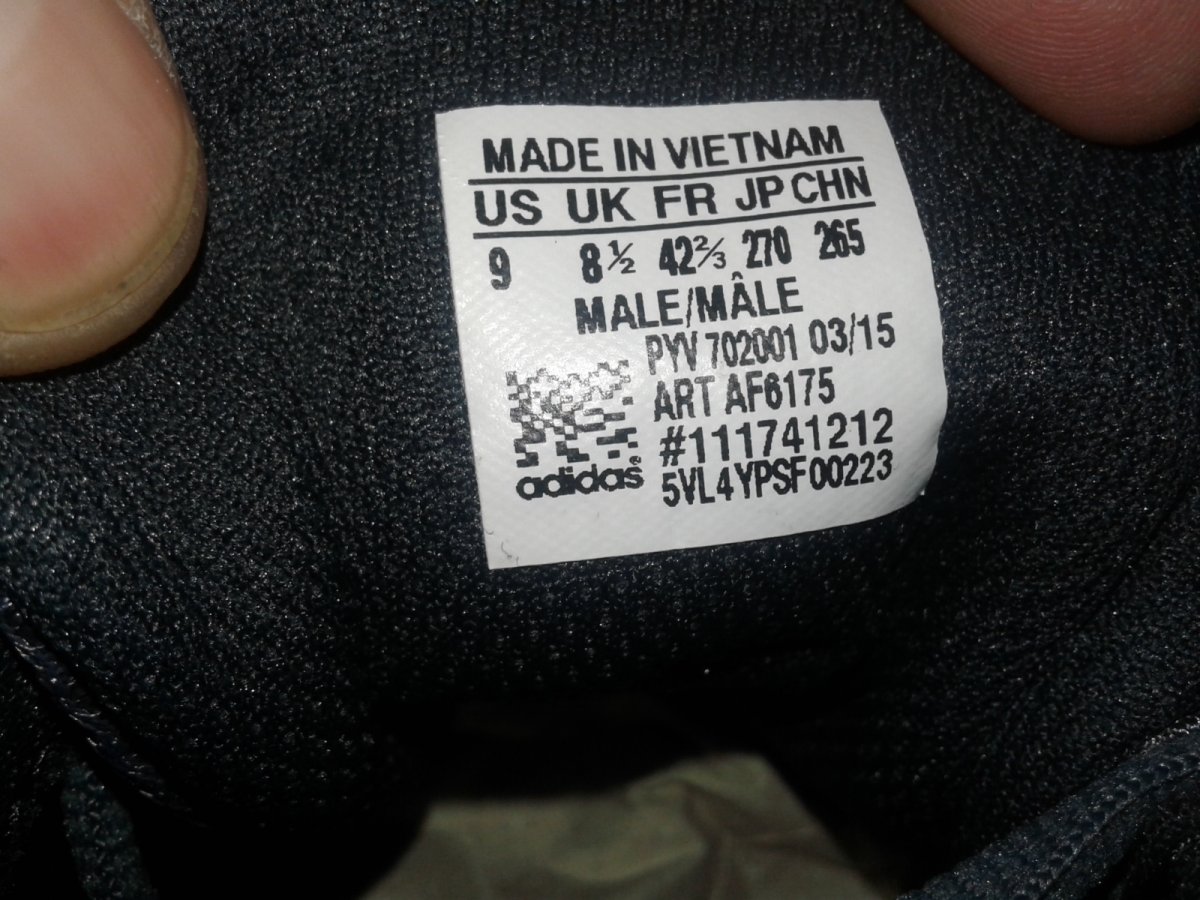 MADE IN VIETNAM
US UK FR JP CHN
9 8½ 42⅔ 270 265
MALE/MÂLE
PYV 702001 03/15
ART AF6175
#111741212
adidas® 5VL4YPSF00223